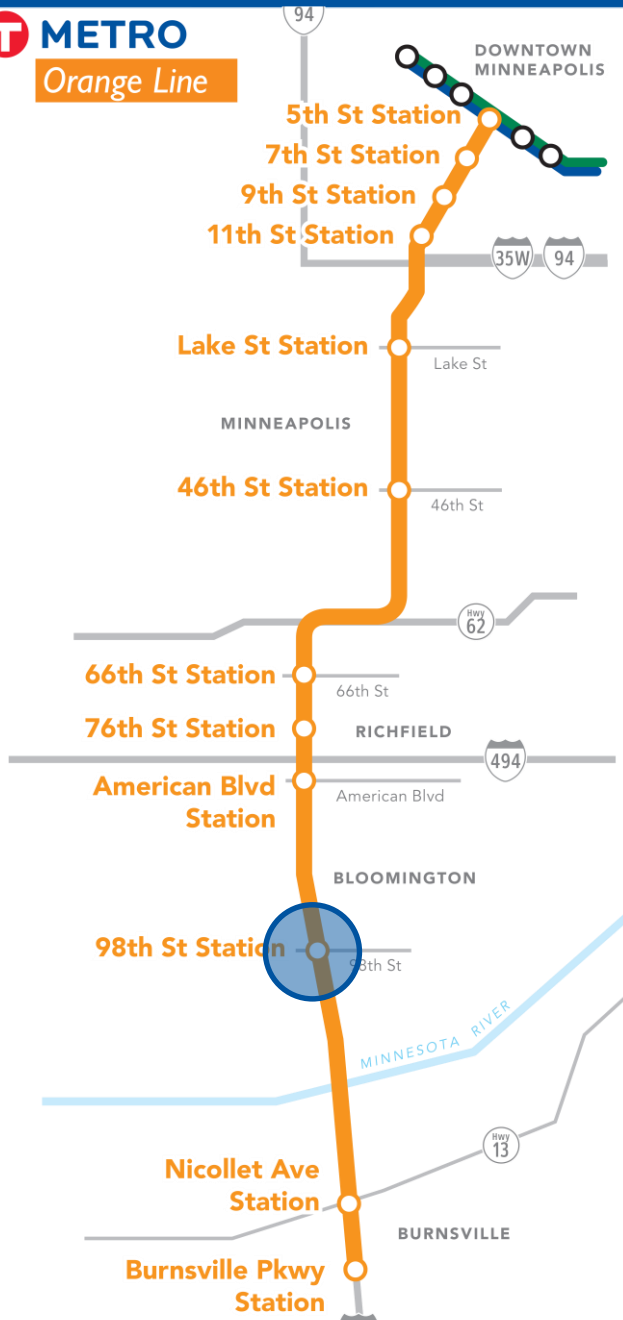 T METRO
Orange Line
94
DOWNTOWN
MINNEAPOLIS
5th St Station
7th St Station
9th St Station
11th St Station
35W 94
Lake St Station
Lake St
MINNEAPOLIS
46th St Station
46th St
Hwy
62
66th St Station
66th St
76th St Station
RICHFIELD
494
American Blvd
Station
American Blvd
BLOOMINGTON
98th St Station
98th St
MINNESOTA RIVER
Hwy
13
Nicollet Ave
Station
BURNSVILLE
Burnsville Pkwy
Station